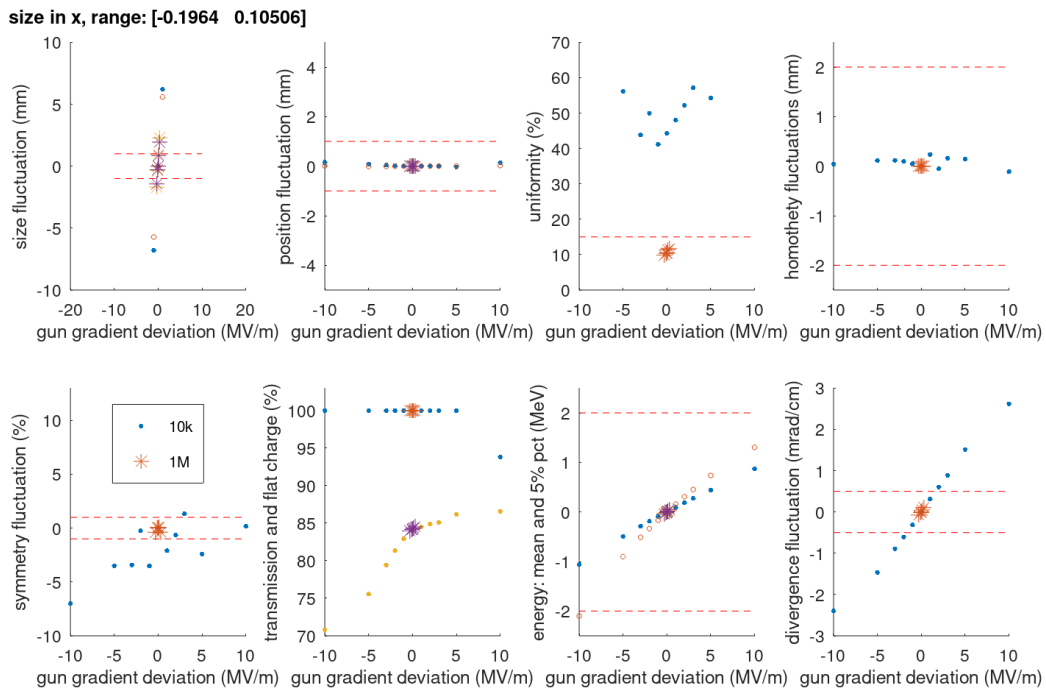 size in x, range: [-0.1964 0.10506]
size fluctuation (mm)
10
5
0
-5
-10
-20 -10 0 10 20
gun gradient deviation (MV/m)
position fluctuation (mm)
4
2
0
-2
-4
-10 -5 0 5 10
gun gradient deviation (MV/m)
uniformity (%)
70
60
50
40
30
20
10
0
-10 -5 0 5 10
gun gradient deviation (MV/m)
homothety fluctuations (mm)
2
1
0
-1
-2
-10 -5 0 5 10
gun gradient deviation (MV/m)
symmetry fluctuation (%)
10
5
0
-5
-10
10k
1M
-10 -5 0 5 10
gun gradient deviation (MV/m)
transmission and flat charge (%)
100
95
90
85
80
75
70
-10 -5 0 5 10
gun gradient deviation (MV/m)
energy: mean and 5% pct (MeV)
2
1
0
-1
-2
-10 -5 0 5 10
gun gradient deviation (MV/m)
divergence fluctuation (mrad/cm)
3
2
1
0
-1
-2
-3
-10 -5 0 5 10
gun gradient deviation (MV/m)